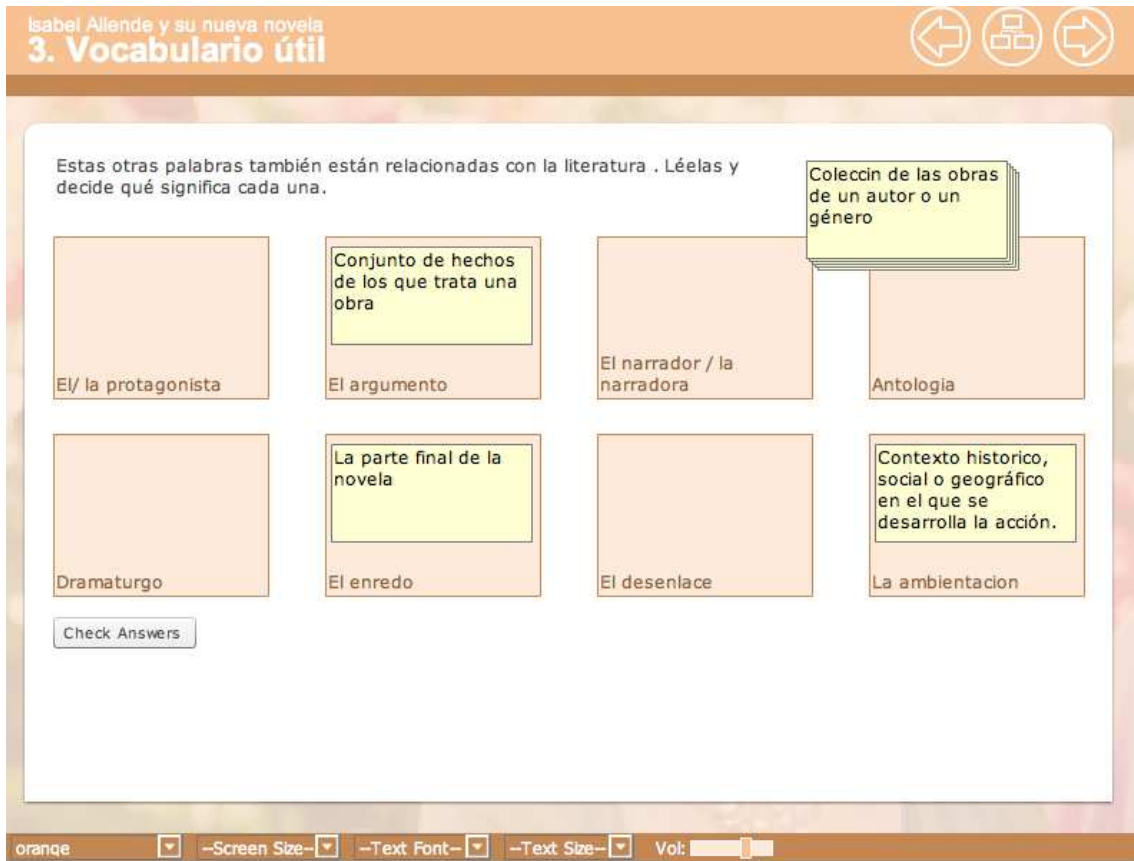 Isabel Allende y su nueva novela
3. Vocabulario útil
Estas otras palabras también están relacionadas con la literatura . Léelas y
decide qué significa cada una.
Coleccin de las obras
de un autor o un
género
El/ la protagonista
Conjunto de hechos
de los que trata una
obra
El argumento
El narrador / la
narradora
Antologia
Dramaturgo
La parte final de la
novela
El enredo
El desenlace
Contexto historico,
social o geográfico
en el que se
desarrolla la acción.
La ambientacion
Check Answers
orange
--Screen Size--
--Text Font--
--Text Size--
Vol: